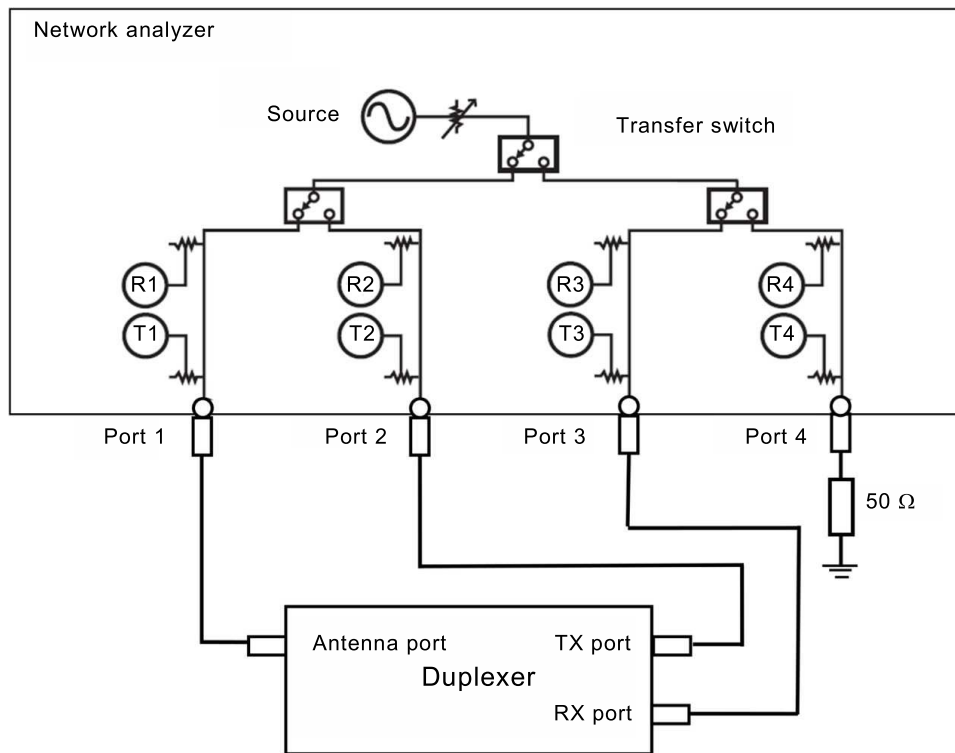 Network analyzer
Source
Transfer switch
R1
R2
R3
R4
T1
T2
T3
T4
Port 1
Port 2
Port 3
Port 4
50 Ω
Antenna port
TX port
Duplexer
RX port